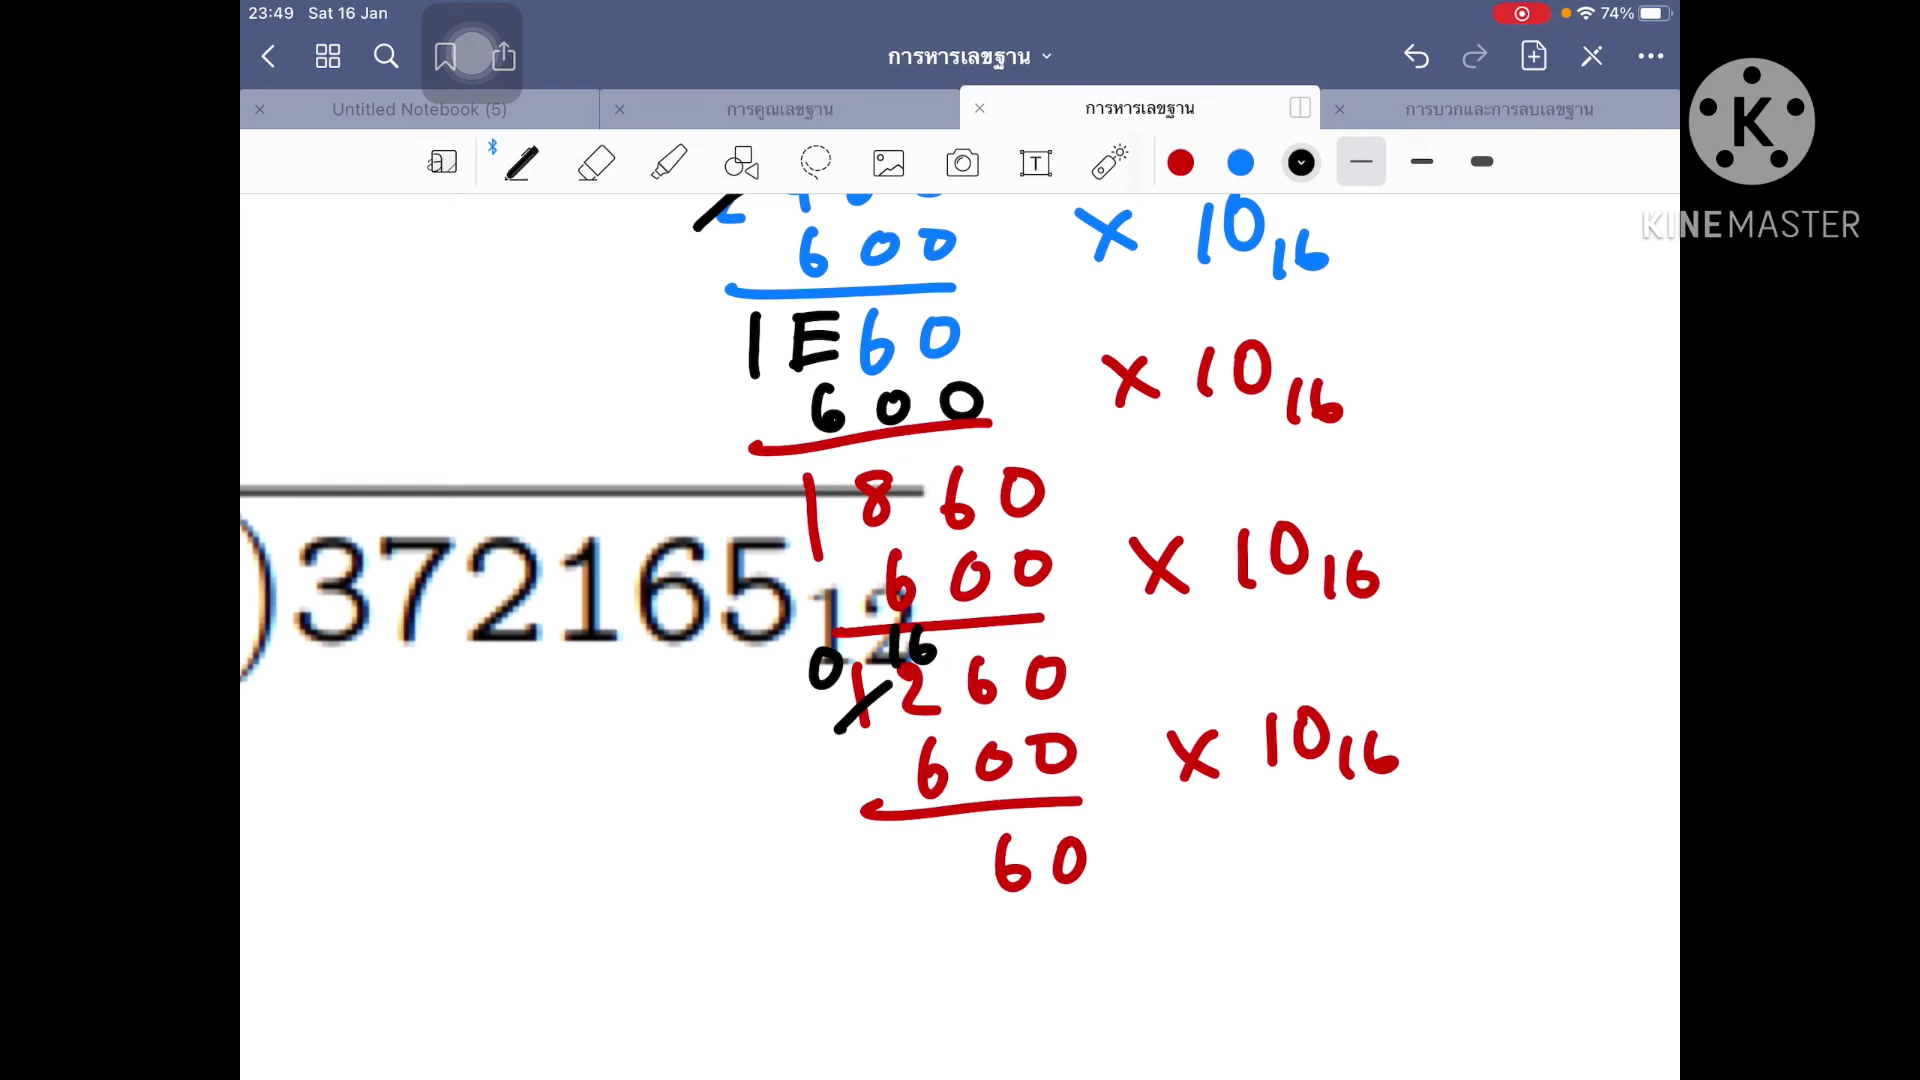 23:49 Sat 16 Jan 74%
การหารเลขฐาน
Untitled Notebook (5) การคูณเลขฐาน การหารเลขฐาน การบวกและการลบเลขฐาน
T
K
KINEMASTER
600 × 10₁₆
1E60
600 × 10₁₆
1860
)372165₁₂
600 × 10₁₆
0 16
1260
600 × 10₁₆
60